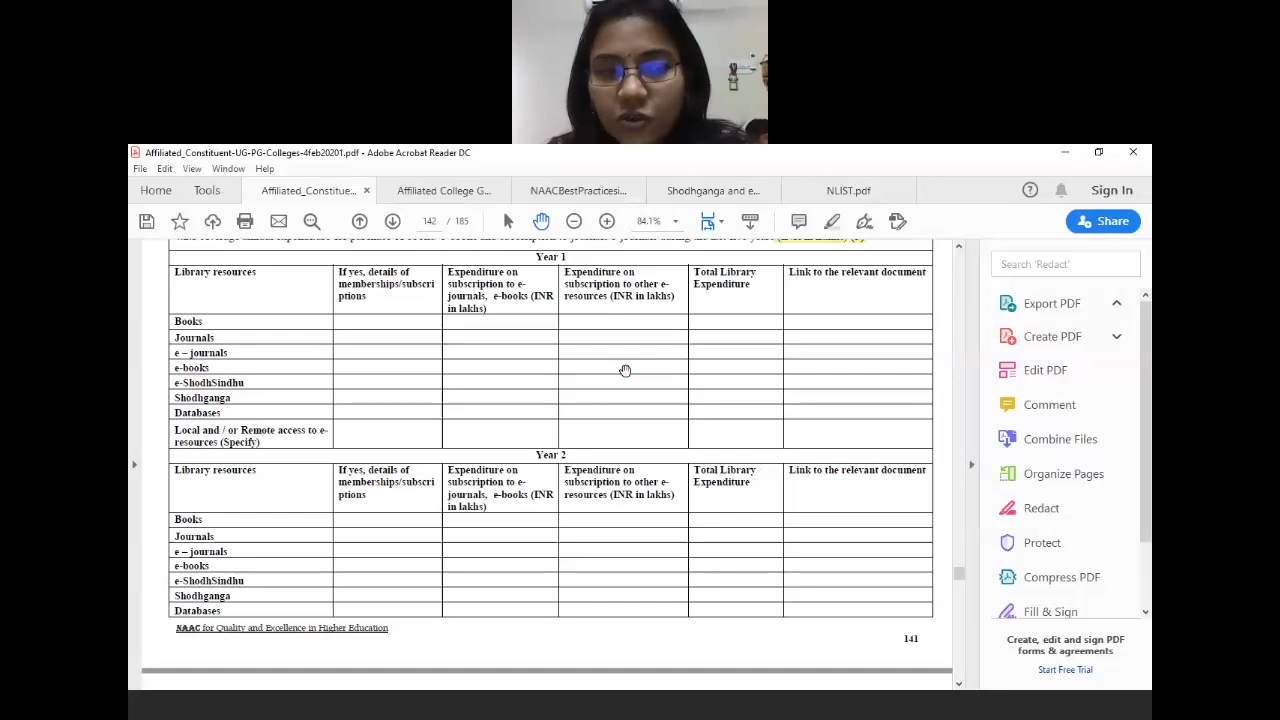 Affiliated_Constituent-UG-PG-Colleges-4feb20201.pdf - Adobe Acrobat Reader DC
File Edit View Window Help
Home Tools Affiliated_Constitue... × Affiliated College G... NAACBestPracticesi... Shodhganga and e... NLIST.pdf Sign In
142 / 185 84.1% Share
Year 1
Library resources If yes, details of memberships/subscri ptions Expenditure on subscription to e-journals, e-books (INR in lakhs) Expenditure on subscription to other e-resources (INR in lakhs) Total Library Expenditure Link to the relevant document
Books
Journals
e – journals
e-books
e-ShodhSindhu
Shodhganga
Databases
Local and / or Remote access to e-resources (Specify)
Year 2
Library resources If yes, details of memberships/subscri ptions Expenditure on subscription to e-journals, e-books (INR in lakhs) Expenditure on subscription to other e-resources (INR in lakhs) Total Library Expenditure Link to the relevant document
Books
Journals
e – journals
e-books
e-ShodhSindhu
Shodhganga
Databases
NAAC for Quality and Excellence in Higher Education
141
Search 'Redact'
Export PDF
Create PDF
Edit PDF
Comment
Combine Files
Organize Pages
Redact
Protect
Compress PDF
Fill & Sign
Create, edit and sign PDF
forms & agreements
Start Free Trial